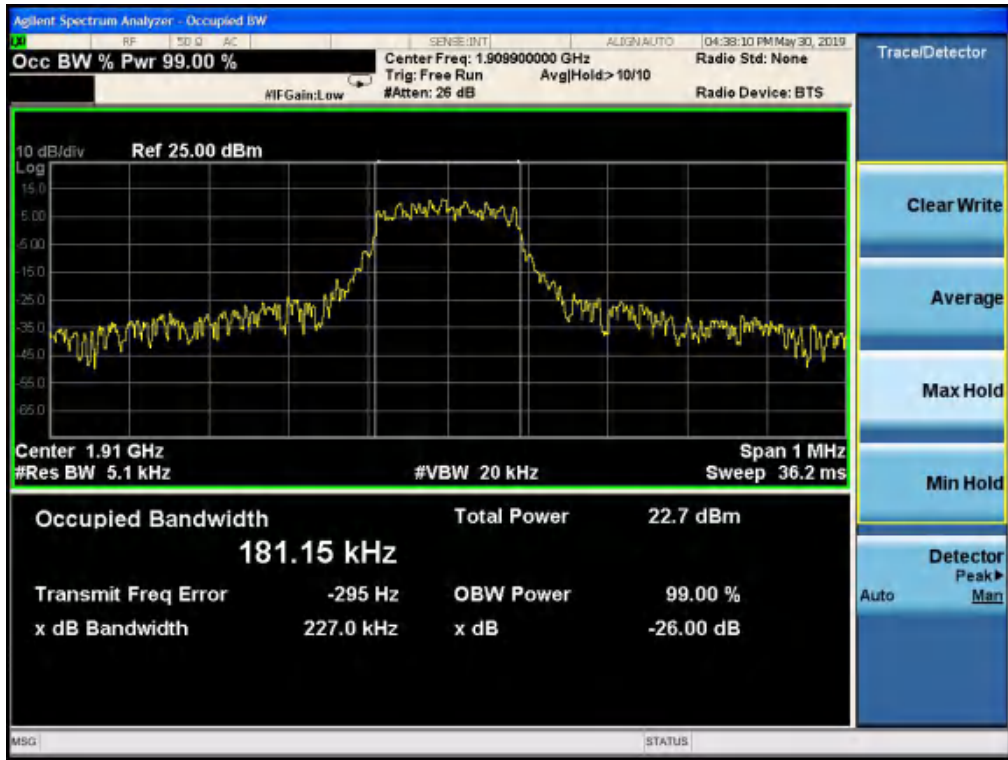 Agilent Spectrum Analyzer - Occupied BW
RF 50 Ω AC SENSE:INT ALIGN AUTO 04:38:10 PM May 30, 2019
Occ BW % Pwr 99.00 %
Center Freq: 1.909900000 GHz
Radio Std: None
Trig: Free Run Avg|Hold:> 10/10
#IFGain:Low #Atten: 26 dB Radio Device: BTS
10 dB/div Ref 25.00 dBm
Log
15.0
5.00
-5.00
-15.0
-25.0
-35.0
-45.0
-55.0
-65.0
Center 1.91 GHz Span 1 MHz
#Res BW 5.1 kHz #VBW 20 kHz Sweep 36.2 ms
Occupied Bandwidth Total Power 22.7 dBm
181.15 kHz
Transmit Freq Error -295 Hz OBW Power 99.00 %
x dB Bandwidth 227.0 kHz x dB -26.00 dB
MSG STATUS
Trace/Detector
Clear Write
Average
Max Hold
Min Hold
Detector
Peak▶
Auto Man